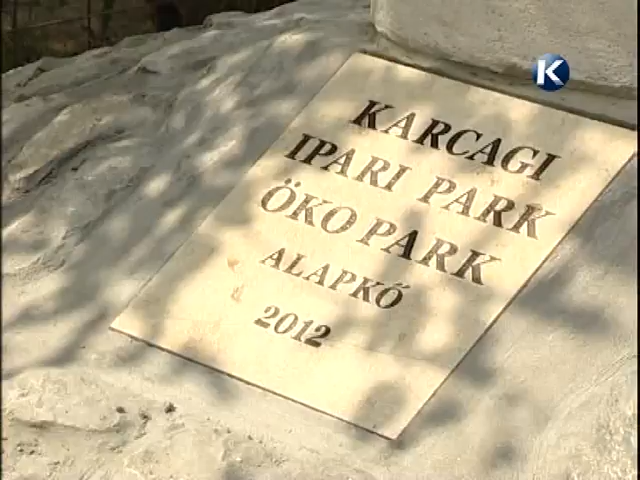 K
KARCAGI
IPARI PARK
ÖKO PARK
ALAPKŐ
2012